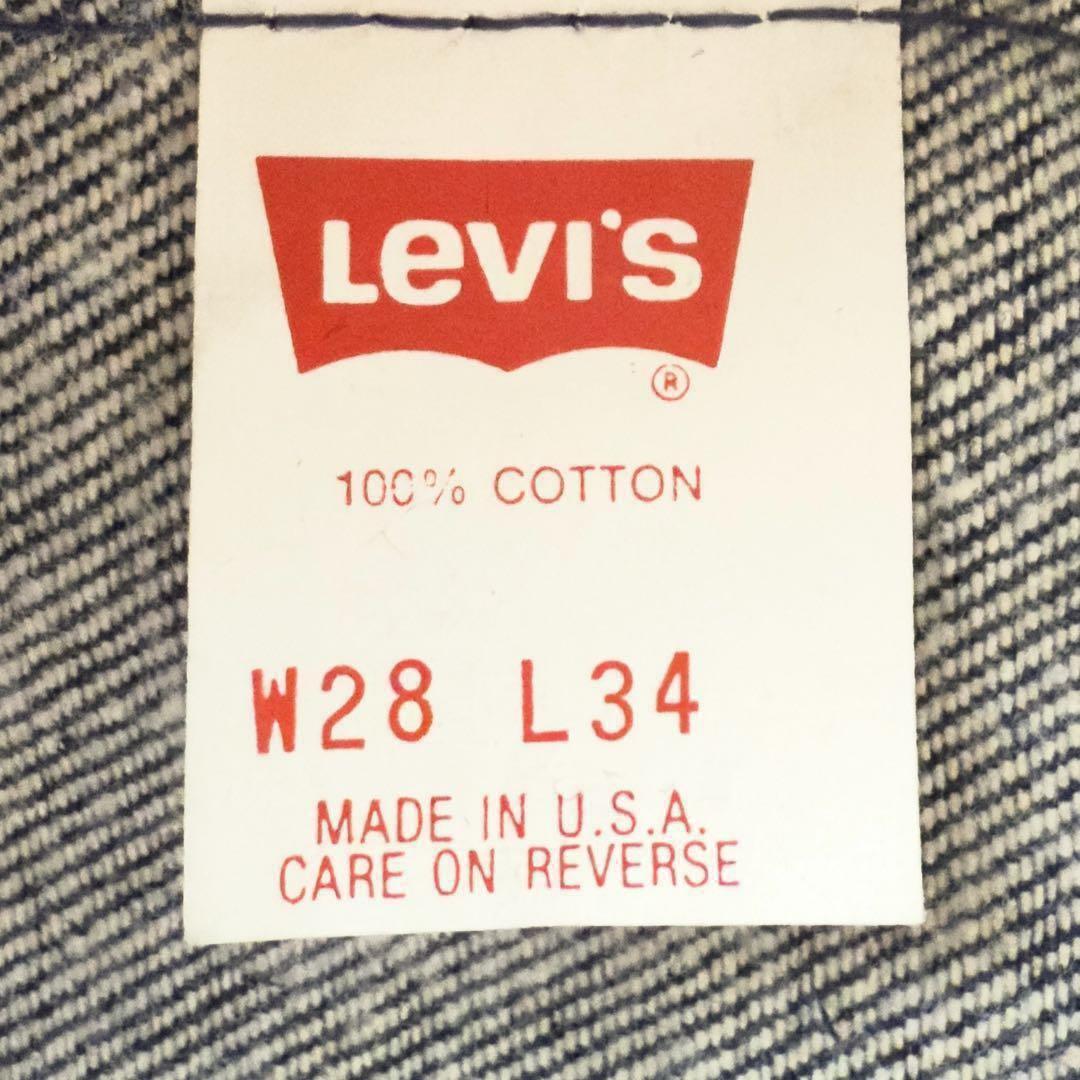 Levi's
®
100% COTTON
W28 L34
MADE IN U.S.A.
CARE ON REVERSE